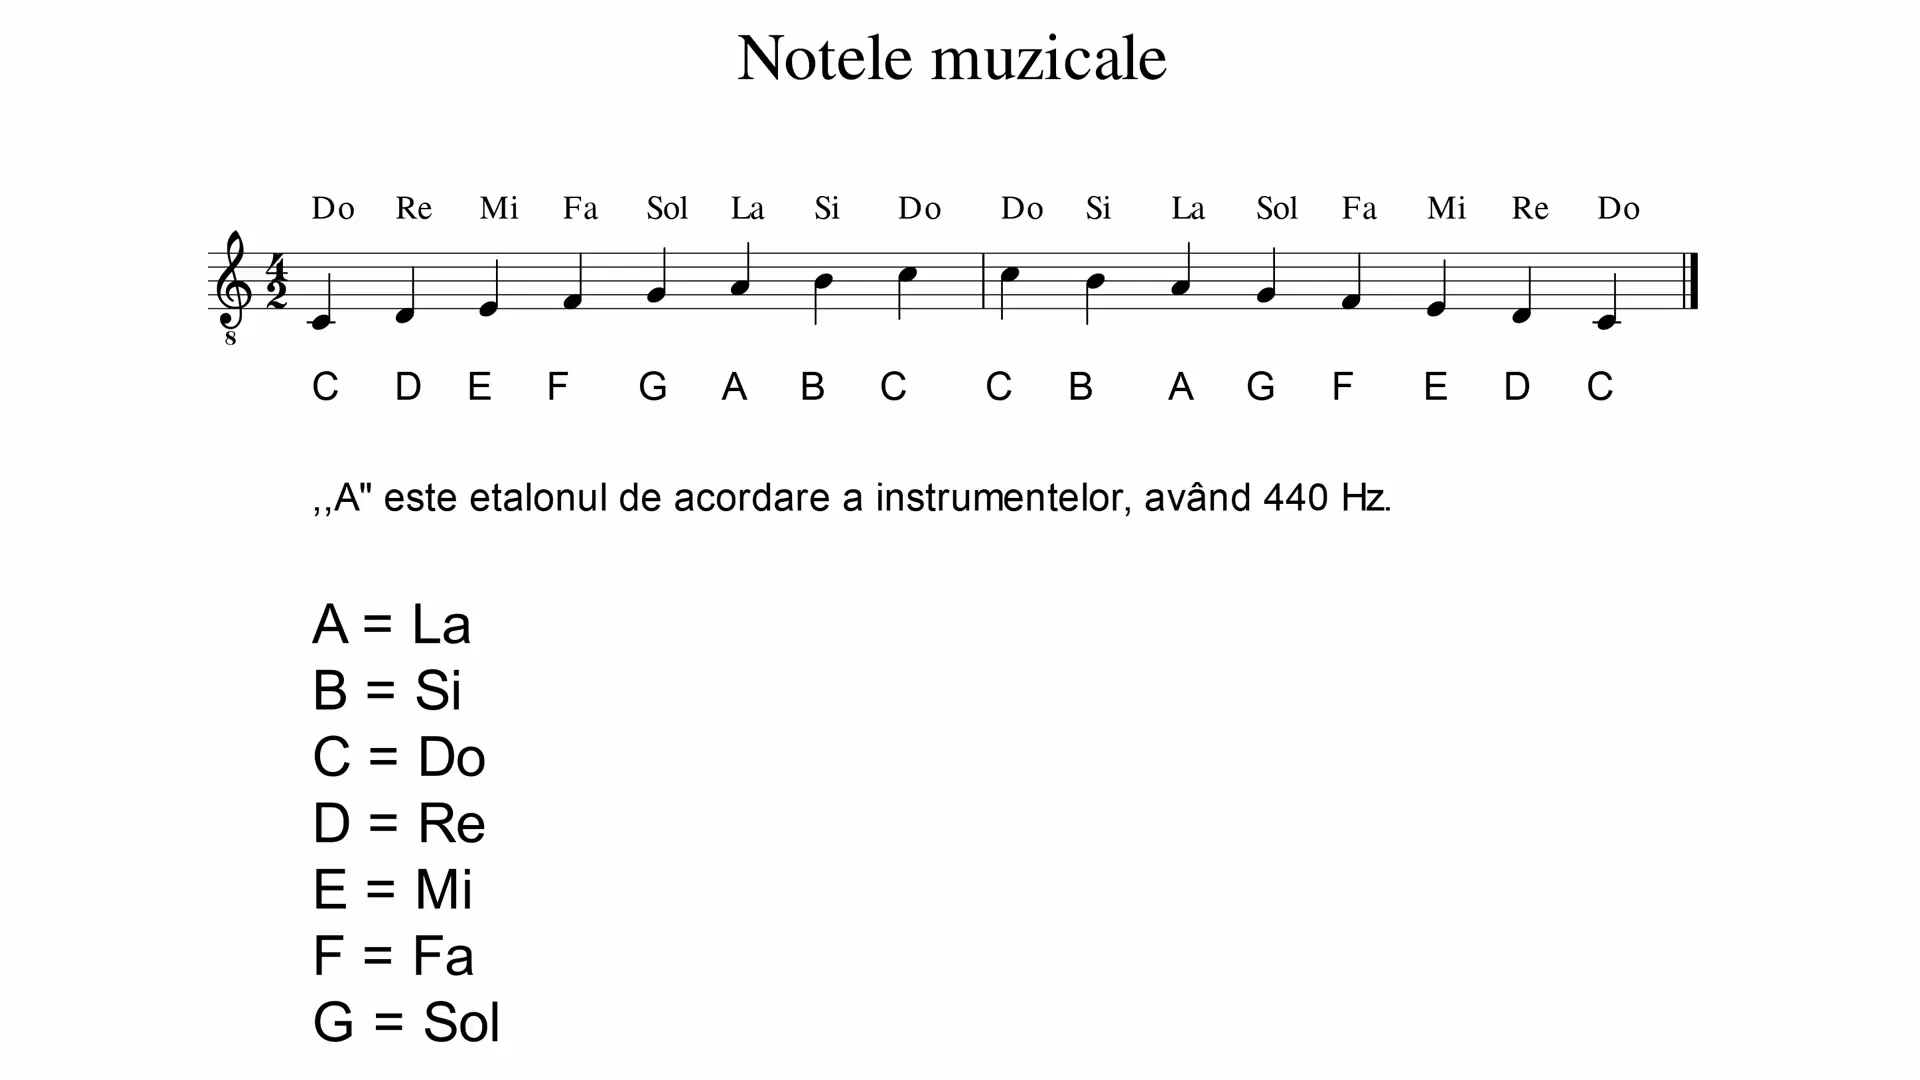 Notele muzicale
Do Re Mi Fa Sol La Si Do Do Si La Sol Fa Mi Re Do
4
2
8
C D E F G A B C C B A G F E D C
,,A" este etalonul de acordare a instrumentelor, având 440 Hz.
A = La
B = Si
C = Do
D = Re
E = Mi
F = Fa
G = Sol